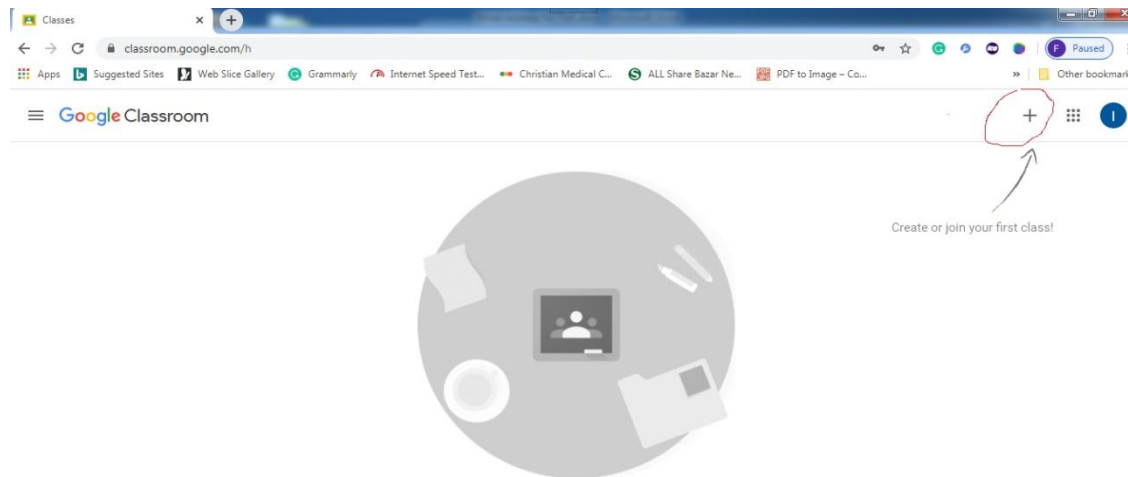 Classes
classroom.google.com/h
Paused
Apps Suggested Sites Web Slice Gallery Grammarly Internet Speed Test... Christian Medical C... ALL Share Bazar Ne... PDF to Image – Co... » Other bookmark
Google Classroom
I
Create or join your first class!